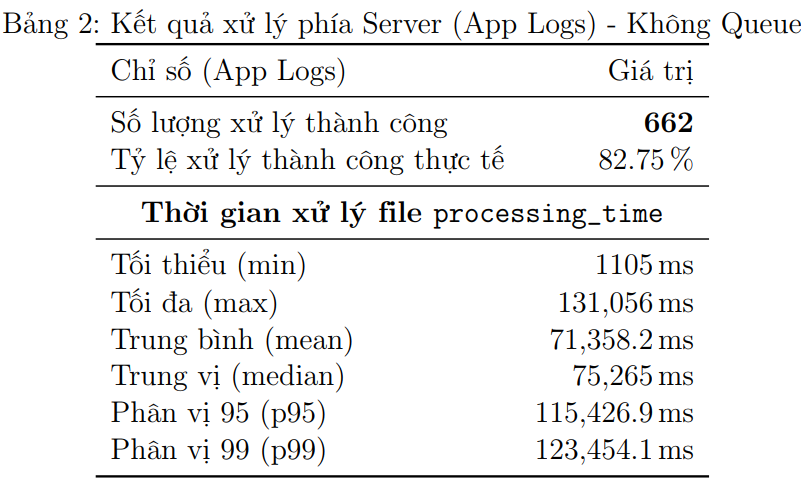 Bảng 2: Kết quả xử lý phía Server (App Logs) - Không Queue
Chỉ số (App Logs) Giá trị
Số lượng xử lý thành công 662
Tỷ lệ xử lý thành công thực tế 82.75 %
Thời gian xử lý file processing_time
Tối thiểu (min) 1105 ms
Tối đa (max) 131,056 ms
Trung bình (mean) 71,358.2 ms
Trung vị (median) 75,265 ms
Phân vị 95 (p95) 115,426.9 ms
Phân vị 99 (p99) 123,454.1 ms